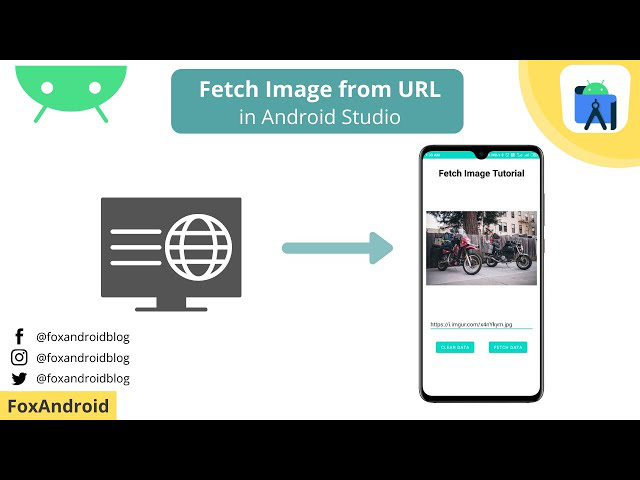 Fetch Image from URL
in Android Studio
Fetch Image Tutorial
https://i.imgur.com/x4nYkym.jpg
CLEAR DATA
FETCH DATA
@foxandroidblog
@foxandroidblog
@foxandroidblog
FoxAndroid